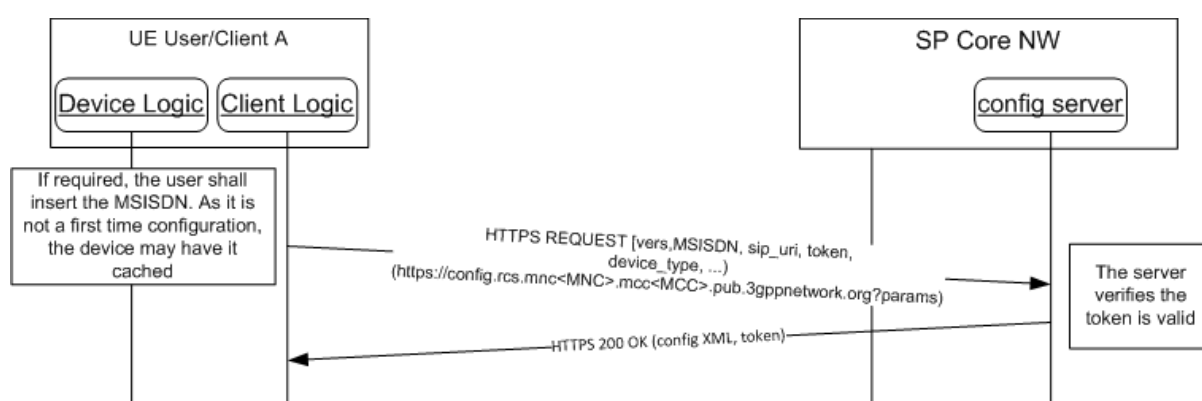 UE User/Client A
SP Core NW
Device Logic
Client Logic
config server
If required, the user shall
insert the MSISDN. As it is
not a first time configuration,
the device may have it
cached
HTTPS REQUEST [vers,MSISDN, sip_uri, token,
device_type, ...)
(https://config.rcs.mnc<MNC>.mcc<MCC>.pub.3gppnetwork.org?params)
The server
verifies the
token is valid
HTTPS 200 OK (config XML, token)